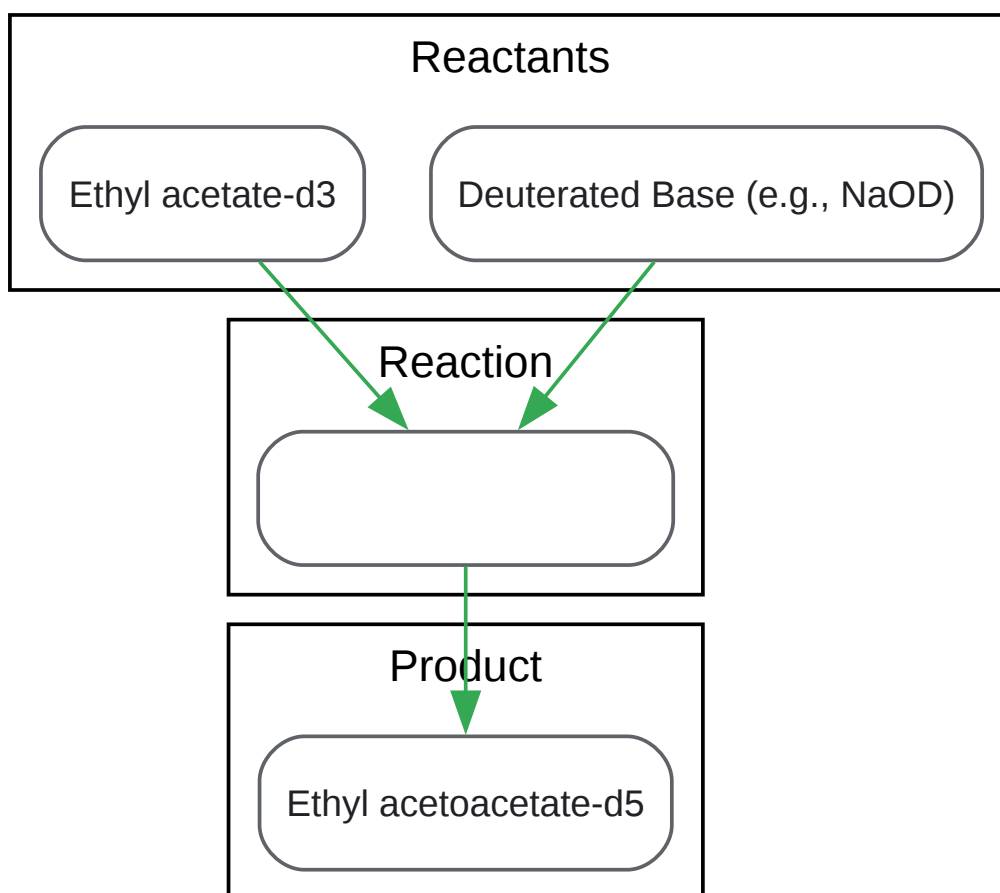 Reactants
Ethyl acetate-d3
Deuterated Base (e.g., NaOD)
Reaction
Product
Ethyl acetoacetate-d5